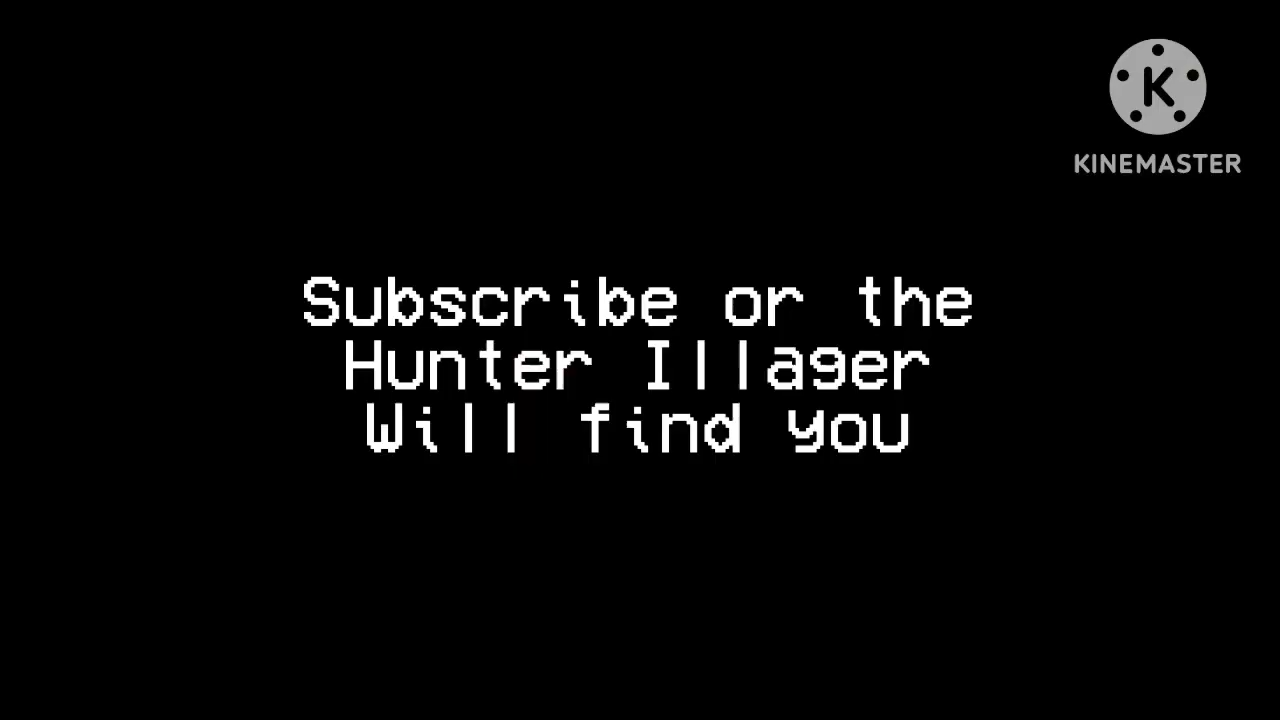 K
KINEMASTER
Subscribe or the
Hunter Illager
Will find you